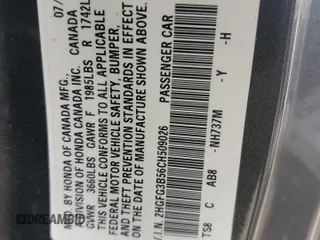 MFD. BY HONDA OF CANADA MFG., 07/
A DIVISION OF HONDA CANADA INC. CANADA
GVWR 3660LBS GAWR F 1985LBS R 1742L
THIS VEHICLE CONFORMS TO ALL APPLICABLE
FEDERAL MOTOR VEHICLE SAFETY, BUMPER,
AND THEFT PREVENTION STANDARDS IN EFFECT ON THE
DATE OF MANUFACTURE SHOWN ABOVE.
V.I.N. 2HGFG3B56CH509026 PASSENGER CAR
T58 C AB8 -NH737M -Y -H